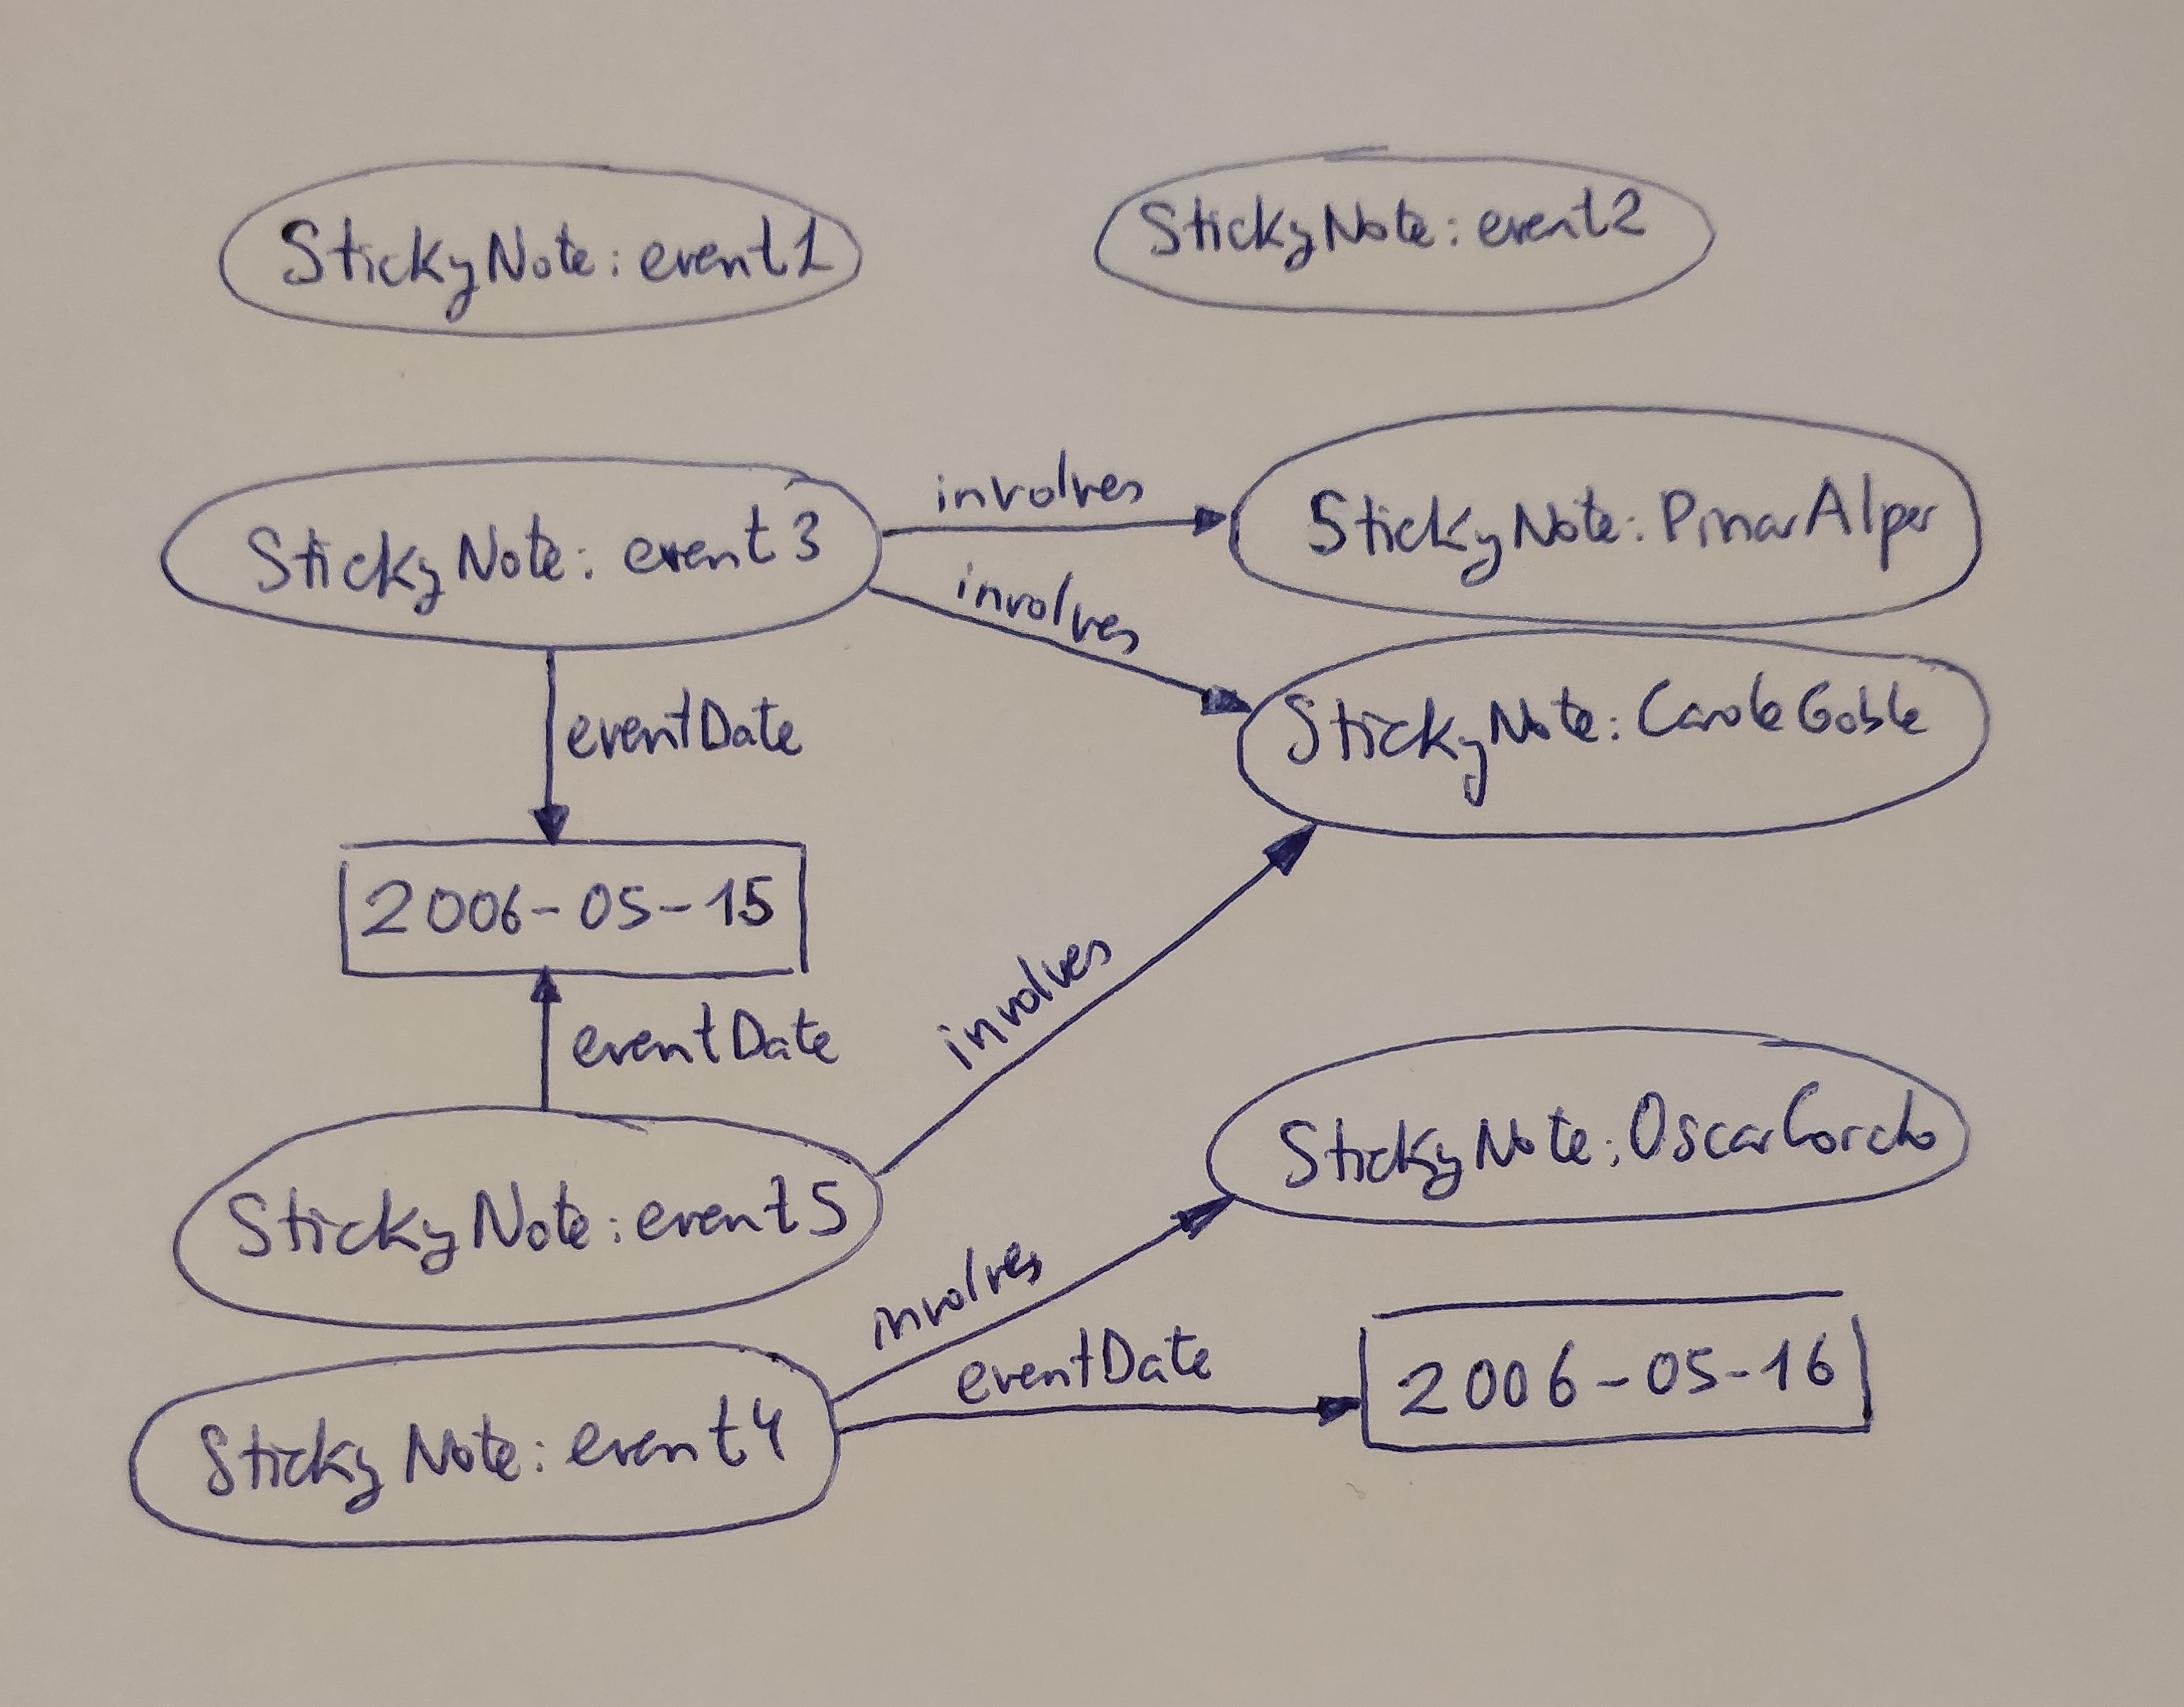 StickyNote: event1
StickyNote: event2
StickyNote: event3
involves
StickyNote: PinarAlper
involves
StickyNote: CaroleGoble
eventDate
2006-05-15
eventDate
involves
StickyNote: event5
StickyNote: OscarCorcho
involves
eventDate
2006-05-16
StickyNote: event4